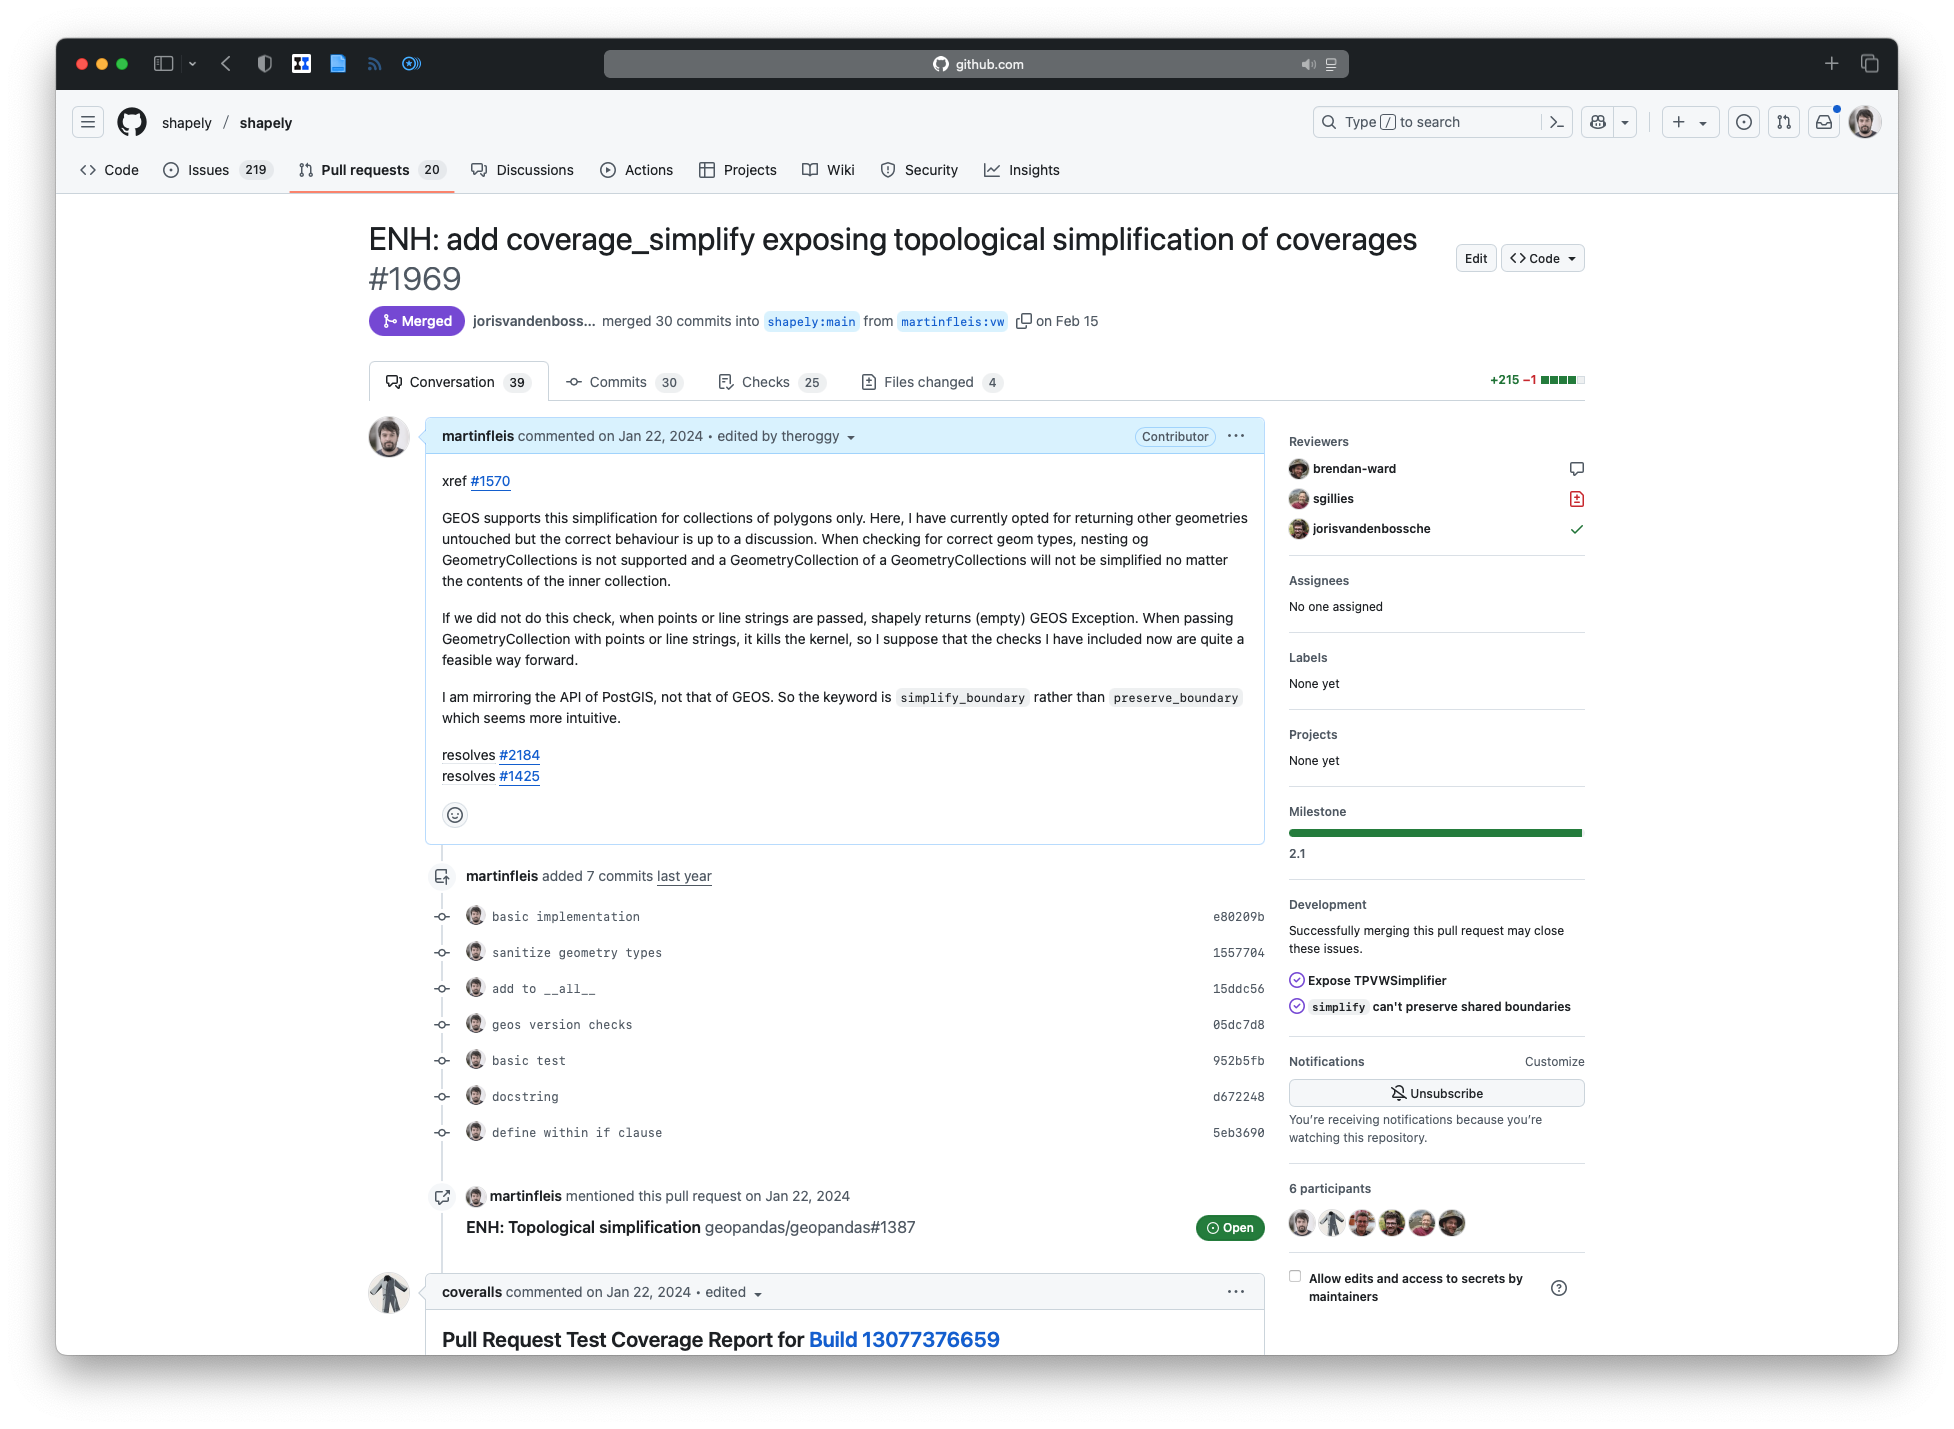 github.com
shapely / shapely
Type / to search
Code
Issues 219
Pull requests 20
Discussions
Actions
Projects
Wiki
Security
Insights
ENH: add coverage_simplify exposing topological simplification of coverages
#1969
Edit
Code
Merged
jorisvandenboss... merged 30 commits into shapely:main from martinfleis:vw on Feb 15
Conversation 39
Commits 30
Checks 25
Files changed 4
+215 −1
martinfleis commented on Jan 22, 2024 • edited by theroggy
Contributor
xref #1570
GEOS supports this simplification for collections of polygons only. Here, I have currently opted for returning other geometries
untouched but the correct behaviour is up to a discussion. When checking for correct geom types, nesting og
GeometryCollections is not supported and a GeometryCollection of a GeometryCollections will not be simplified no matter
the contents of the inner collection.
If we did not do this check, when points or line strings are passed, shapely returns (empty) GEOS Exception. When passing
GeometryCollection with points or line strings, it kills the kernel, so I suppose that the checks I have included now are quite a
feasible way forward.
I am mirroring the API of PostGIS, not that of GEOS. So the keyword is simplify_boundary rather than preserve_boundary
which seems more intuitive.
resolves #2184
resolves #1425
martinfleis added 7 commits last year
basic implementation e80209b
sanitize geometry types 1557704
add to __all__ 15ddc56
geos version checks 05dc7d8
basic test 952b5fb
docstring d672248
define within if clause 5eb3690
martinfleis mentioned this pull request on Jan 22, 2024
ENH: Topological simplification geopandas/geopandas#1387
Open
coveralls commented on Jan 22, 2024 • edited
Pull Request Test Coverage Report for Build 13077376659
Reviewers
brendan-ward
sgillies
jorisvandenbossche
Assignees
No one assigned
Labels
None yet
Projects
None yet
Milestone
2.1
Development
Successfully merging this pull request may close
these issues.
Expose TPVWSimplifier
simplify can't preserve shared boundaries
Notifications
Customize
Unsubscribe
You're receiving notifications because you're
watching this repository.
6 participants
Allow edits and access to secrets by
maintainers